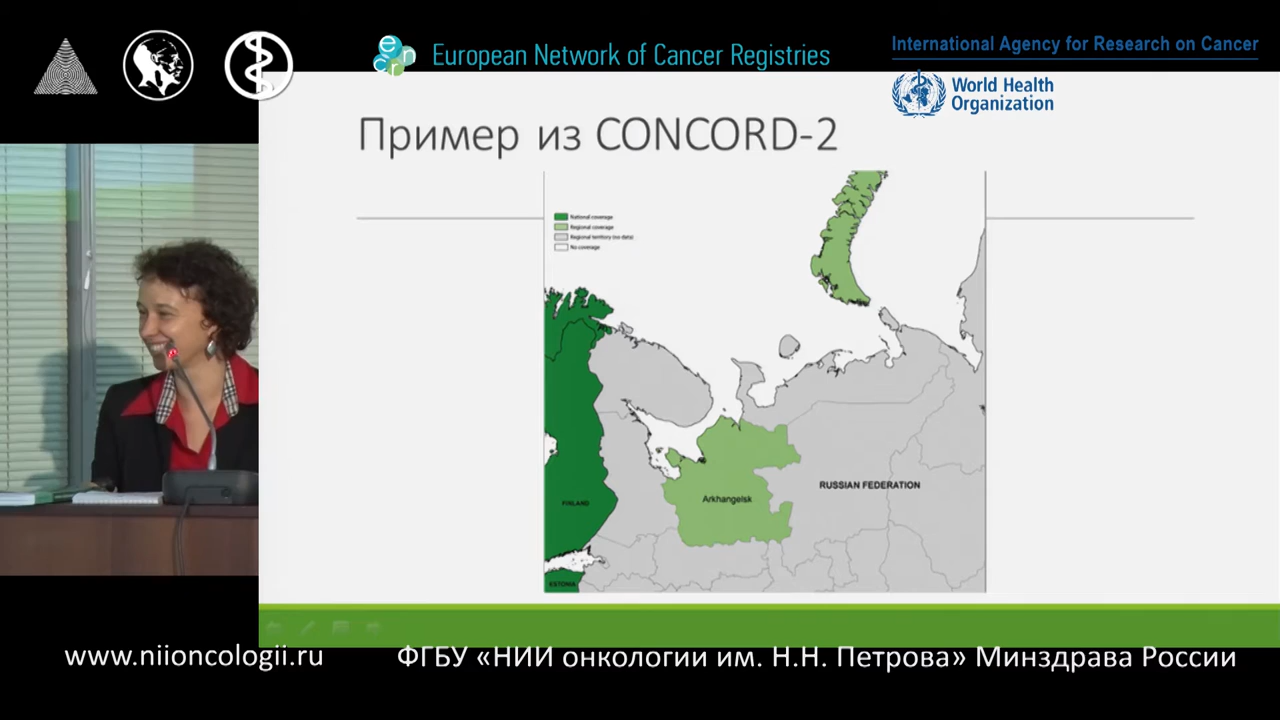 European Network of Cancer Registries
International Agency for Research on Cancer
World Health
Organization
Пример из CONCORD-2
National coverage
Regional coverage
Regional territory (no data)
No coverage
Arkhangelsk
RUSSIAN FEDERATION
FINLAND
ESTONIA
www.niioncologii.ru
ФГБУ «НИИ онкологии им. Н.Н. Петрова» Минздрава России